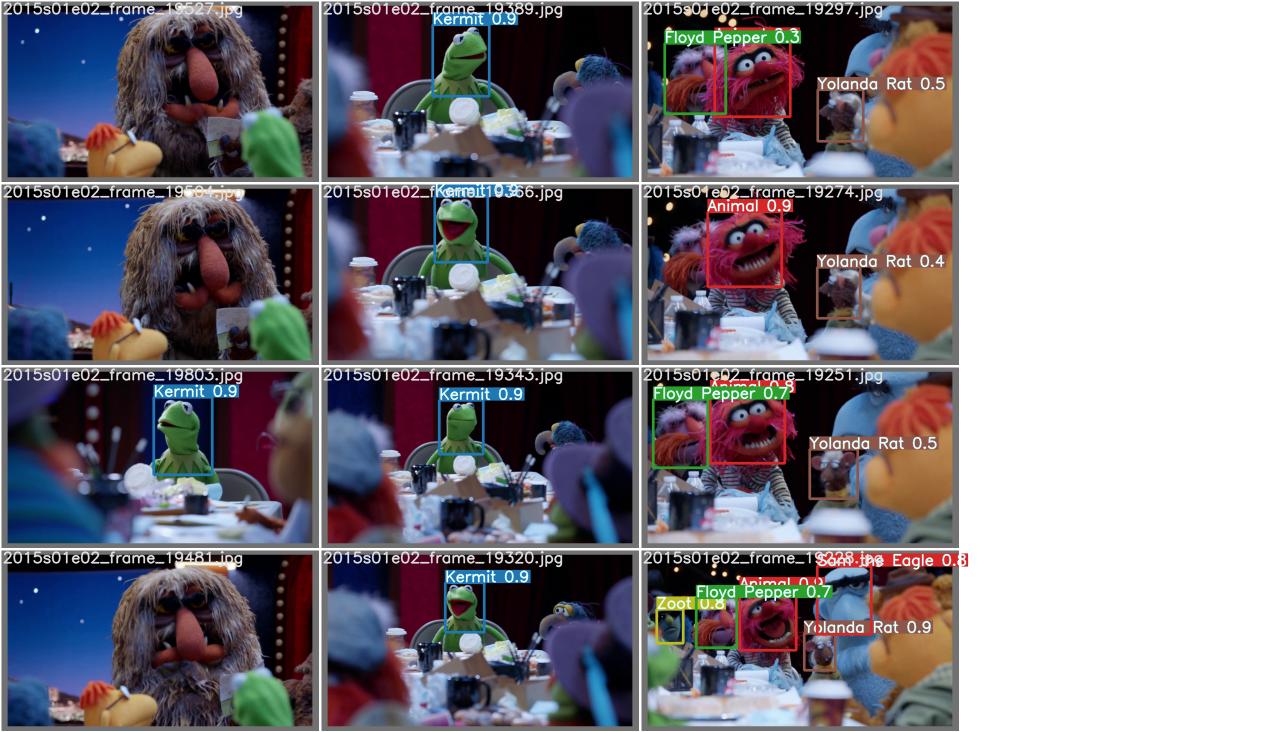 2015s01e02_frame_19527.jpg
2015s01e02_frame_19389.jpg
Kermit 0.9
2015s01e02_frame_19297.jpg
Floyd Pepper 0.3
Yolanda Rat 0.5
2015s01e02_frame_19504.jpg
2015s01e02_frame_19366.jpg
Kermit 0.9
2015s01e02_frame_19274.jpg
Animal 0.9
Yolanda Rat 0.4
2015s01e02_frame_19803.jpg
Kermit 0.9
2015s01e02_frame_19343.jpg
Kermit 0.9
2015s01e02_frame_19251.jpg
Animal 0.8
Floyd Pepper 0.7
Yolanda Rat 0.5
2015s01e02_frame_19481.jpg
2015s01e02_frame_19320.jpg
Kermit 0.9
2015s01e02_frame_19228.jpg
Sam the Eagle 0.8
Animal 0.9
Floyd Pepper 0.7
Zoot 0.8
Yolanda Rat 0.9